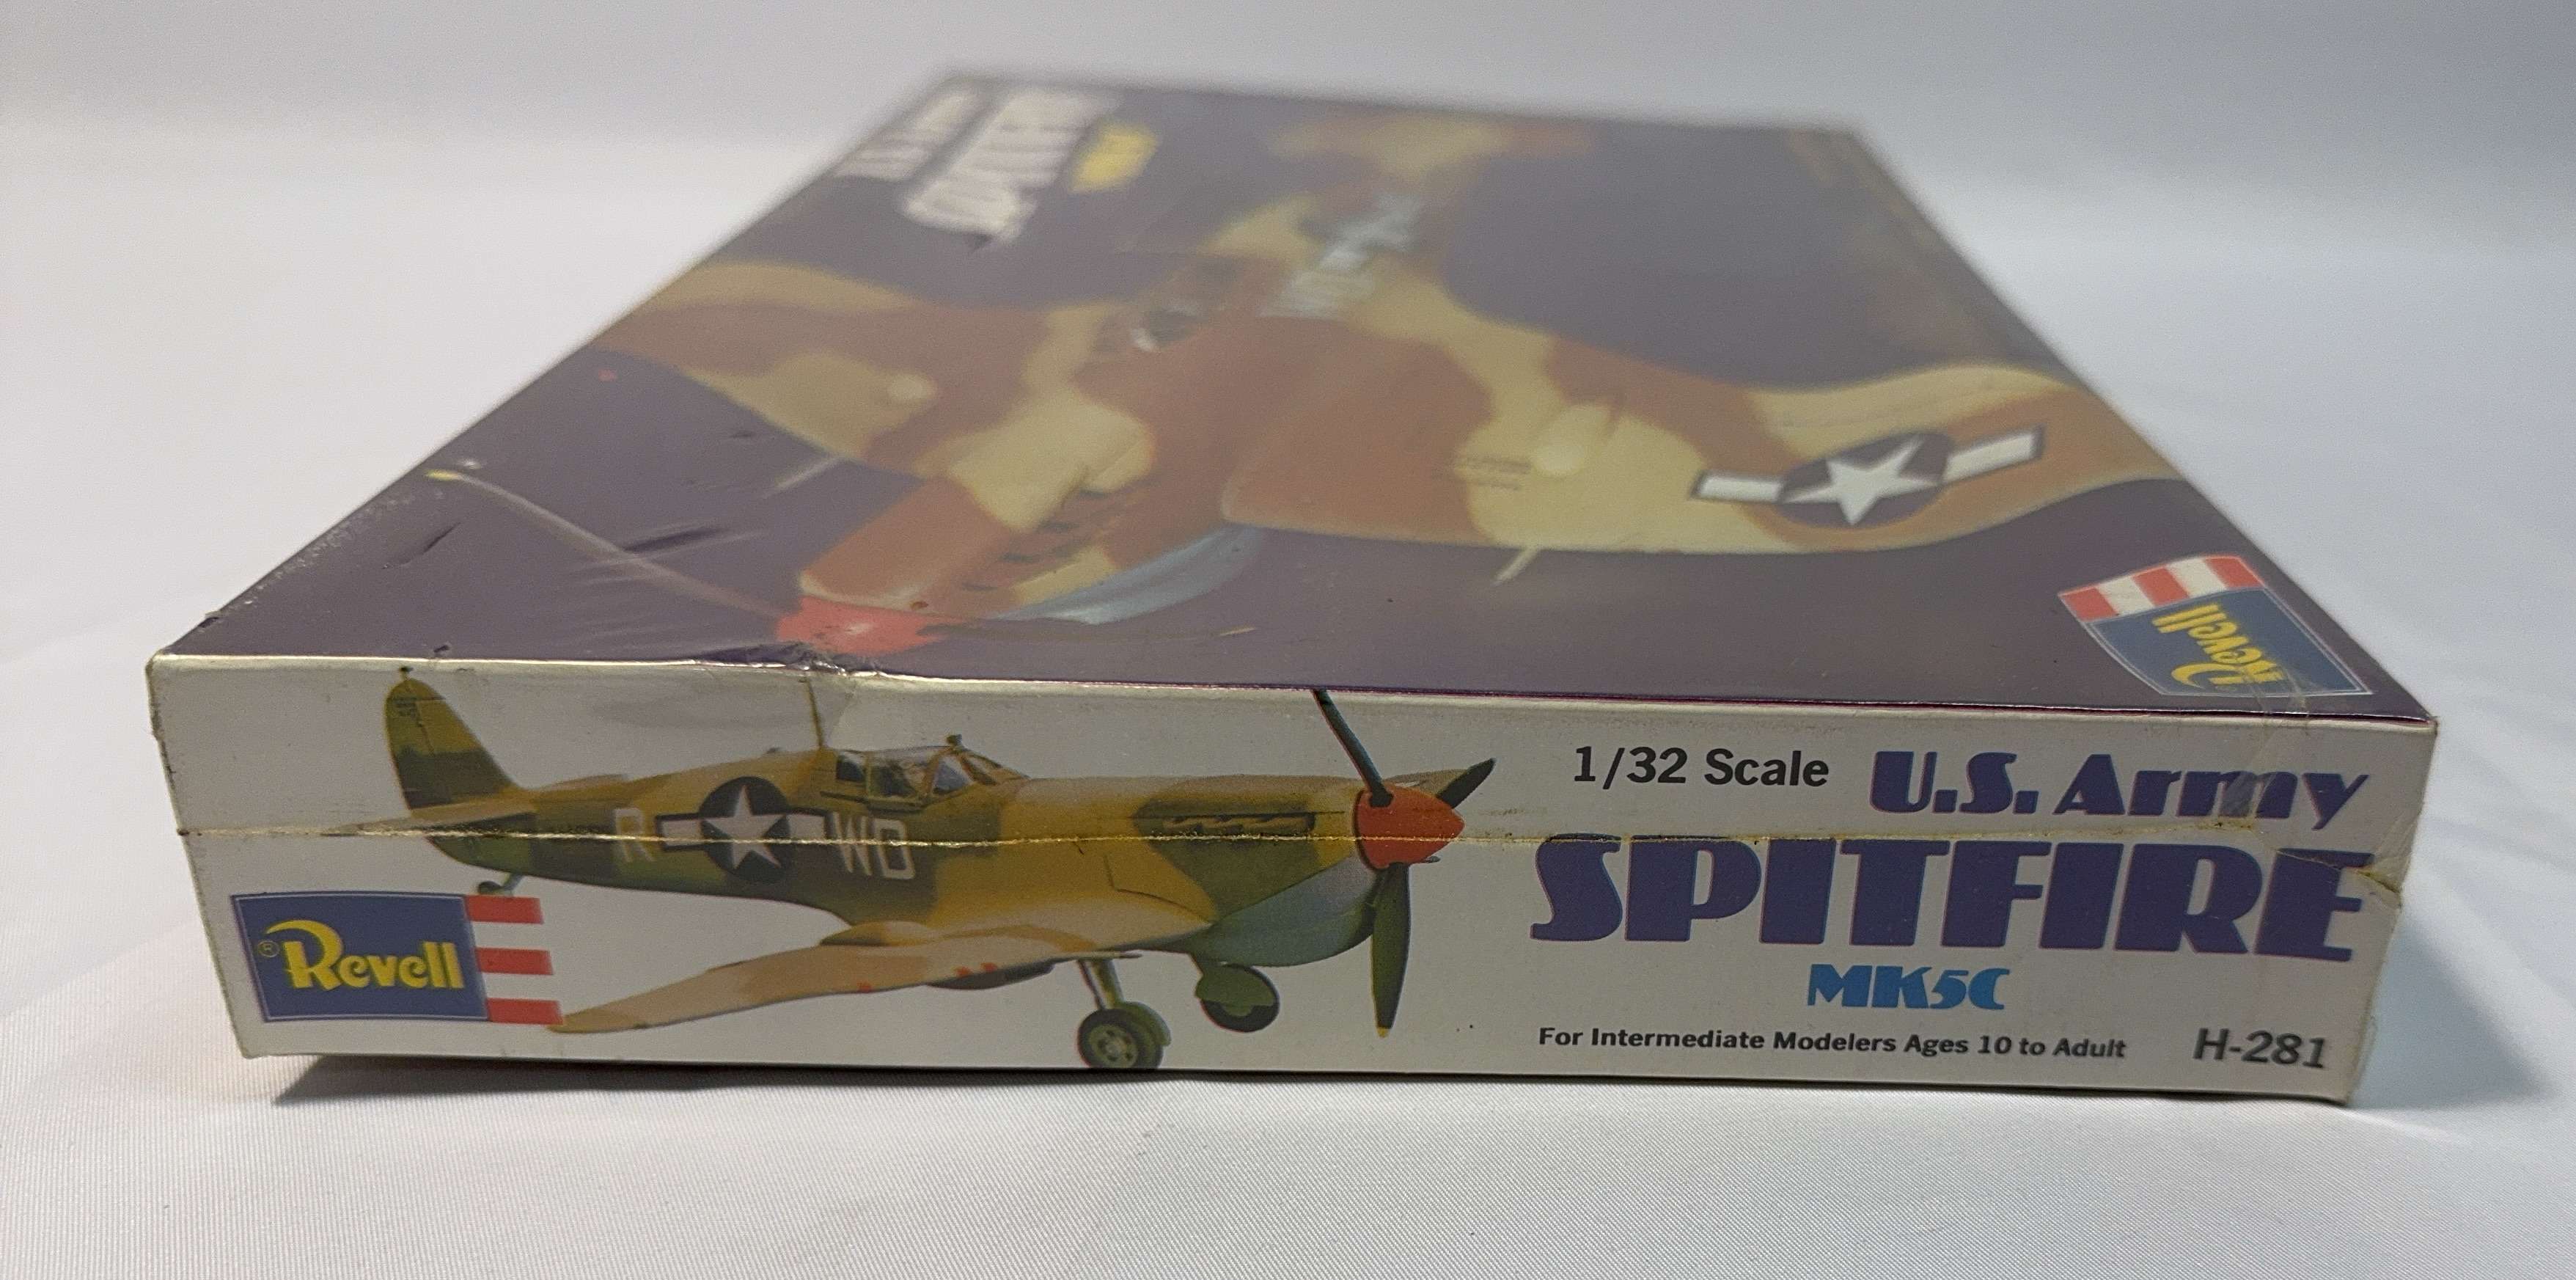 Revell
1/32 Scale U.S. Army
SPITFIRE
MK5C
R WD
® Revell
For Intermediate Modelers Ages 10 to Adult H-281